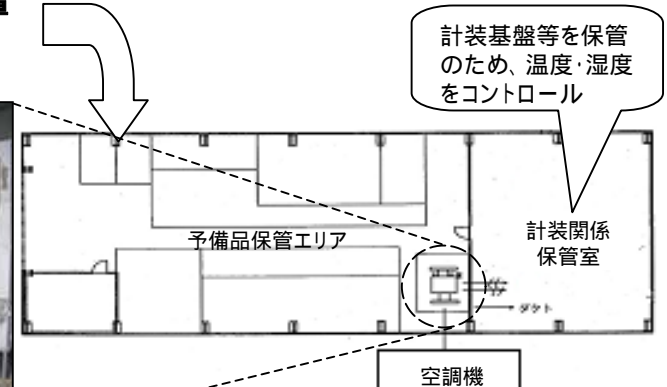 計装基盤等を保管
のため、温度・湿度
をコントロール
予備品保管エリア
計装関係
保管室
ダクト
空調機